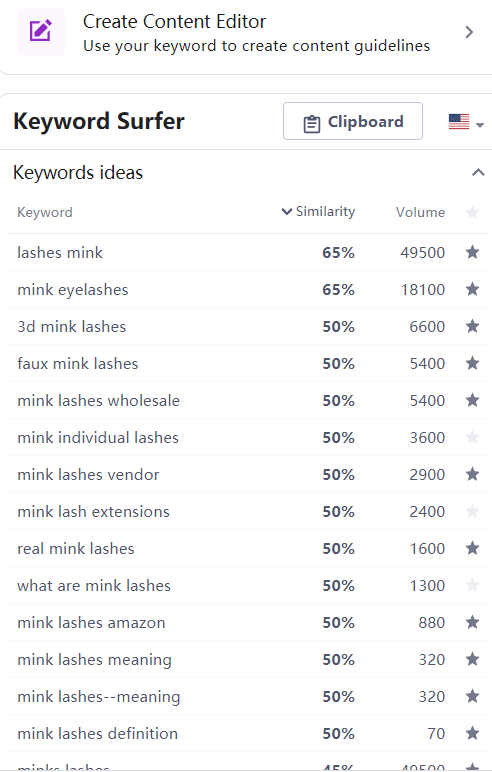 Create Content Editor
Use your keyword to create content guidelines
Keyword Surfer Clipboard
Keywords ideas
Keyword Similarity Volume
lashes mink 65% 49500
mink eyelashes 65% 18100
3d mink lashes 50% 6600
faux mink lashes 50% 5400
mink lashes wholesale 50% 5400
mink individual lashes 50% 3600
mink lashes vendor 50% 2900
mink lash extensions 50% 2400
real mink lashes 50% 1600
what are mink lashes 50% 1300
mink lashes amazon 50% 880
mink lashes meaning 50% 320
mink lashes--meaning 50% 320
mink lashes definition 50% 70
minks lashes 45% 49500